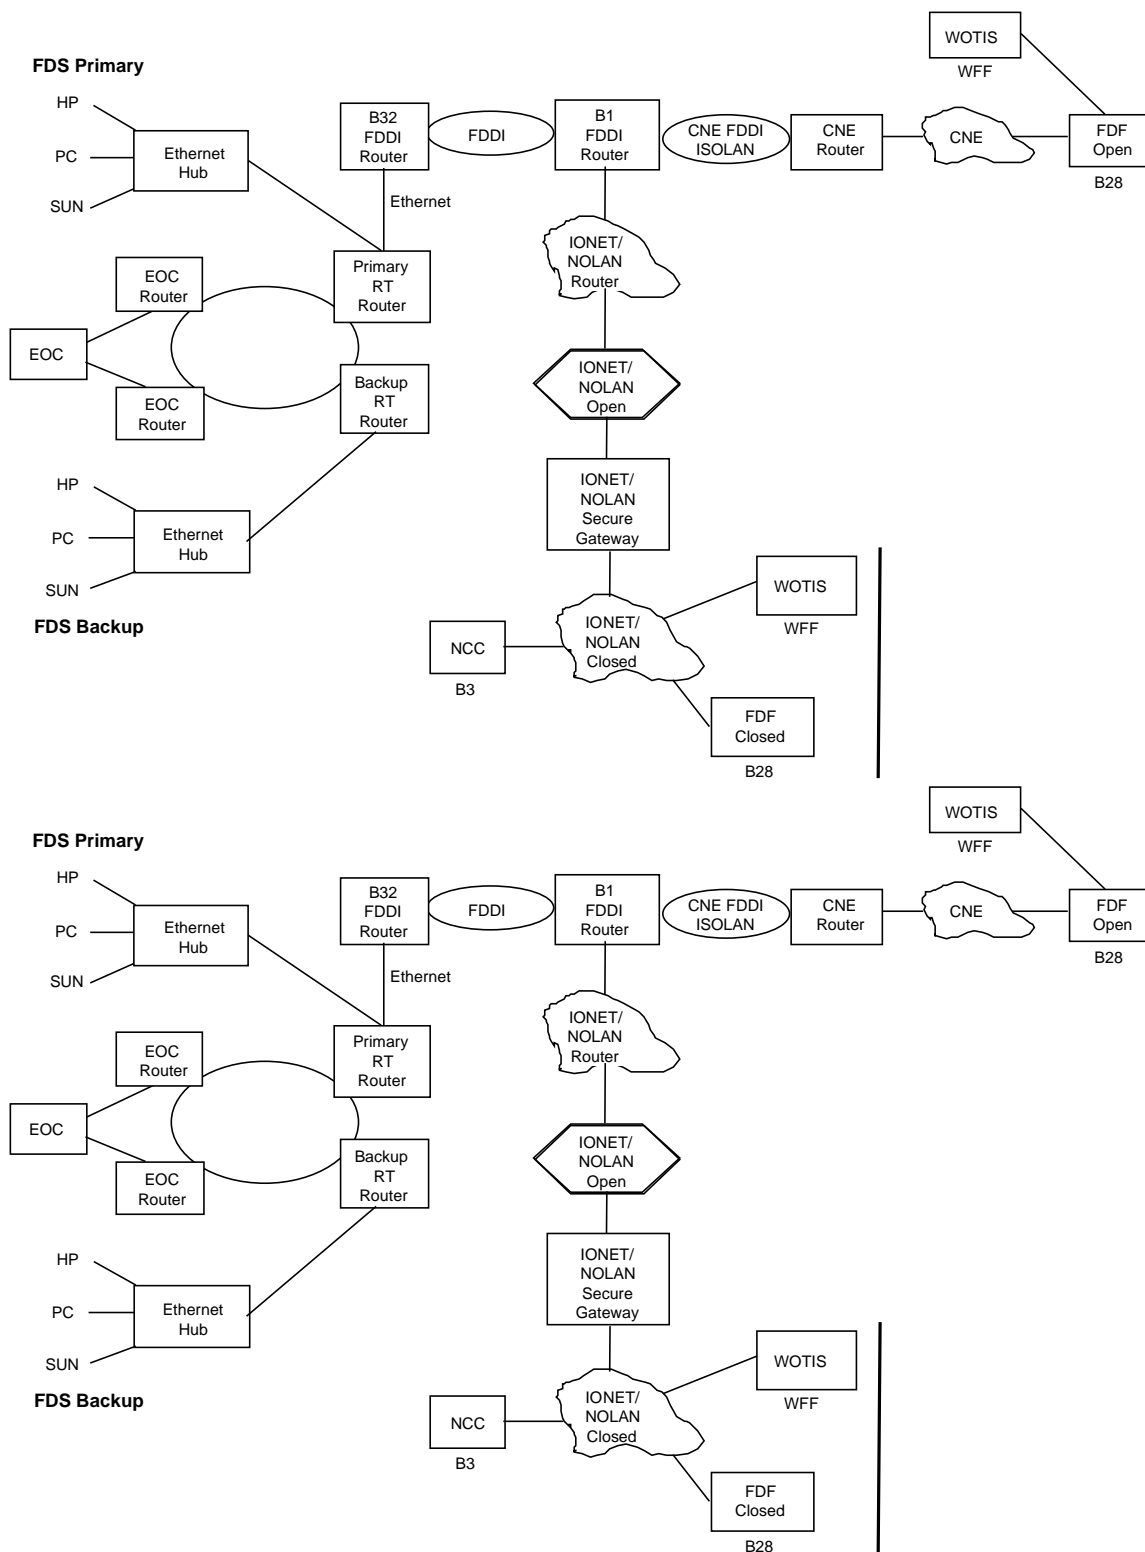 WOTIS
WFF
FDS Primary
HP
PC
SUN
Ethernet
Hub
B32
FDDI
Router
FDDI
B1
FDDI
Router
CNE FDDI
ISOLAN
CNE
Router
CNE
FDF
Open
B28
Ethernet
IONET/
NOLAN
Router
Primary
RT
Router
EOC
Router
EOC
EOC
Router
Backup
RT
Router
IONET/
NOLAN
Open
HP
PC
SUN
Ethernet
Hub
FDS Backup
IONET/
NOLAN
Secure
Gateway
WOTIS
WFF
IONET/
NOLAN
Closed
NCC
B3
FDF
Closed
B28
WOTIS
WFF
FDS Primary
HP
PC
SUN
Ethernet
Hub
B32
FDDI
Router
FDDI
B1
FDDI
Router
CNE FDDI
ISOLAN
CNE
Router
CNE
FDF
Open
B28
Ethernet
IONET/
NOLAN
Router
Primary
RT
Router
EOC
Router
EOC
EOC
Router
Backup
RT
Router
IONET/
NOLAN
Open
HP
PC
SUN
Ethernet
Hub
FDS Backup
IONET/
NOLAN
Secure
Gateway
WOTIS
WFF
IONET/
NOLAN
Closed
NCC
B3
FDF
Closed
B28